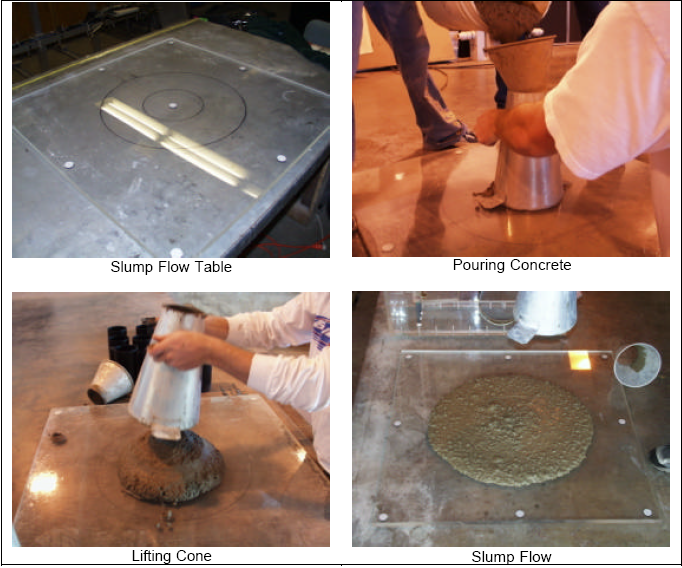 Slump Flow Table
Pouring Concrete
Lifting Cone
Slump Flow